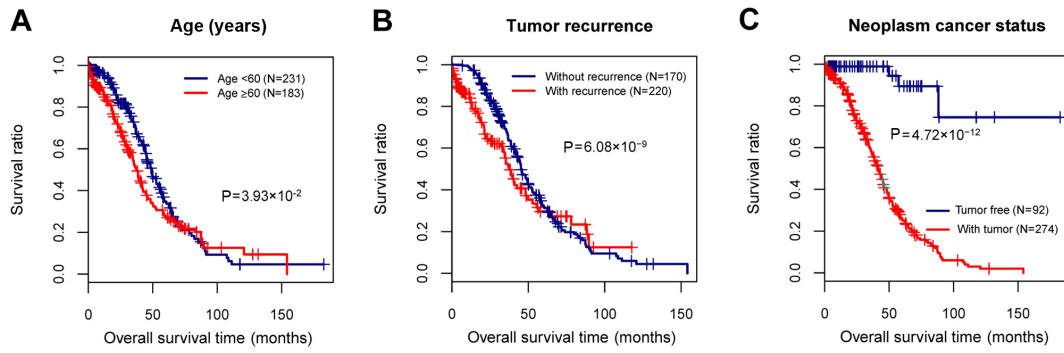 A
Age (years)
Survival ratio
1.0
0.8
0.6
0.4
0.2
0.0
Age <60 (N=231)
Age ≥60 (N=183)
P=3.93×10⁻²
0 50 100 150
Overall survival time (months)
B
Tumor recurrence
Survival ratio
1.0
0.8
0.6
0.4
0.2
0.0
Without recurrence (N=170)
With recurrence (N=220)
P=6.08×10⁻⁹
0 50 100 150
Overall survival time (months)
C
Neoplasm cancer status
Survival ratio
1.0
0.8
0.6
0.4
0.2
0.0
P=4.72×10⁻¹²
Tumor free (N=92)
With tumor (N=274)
0 50 100 150
Overall survival time (months)